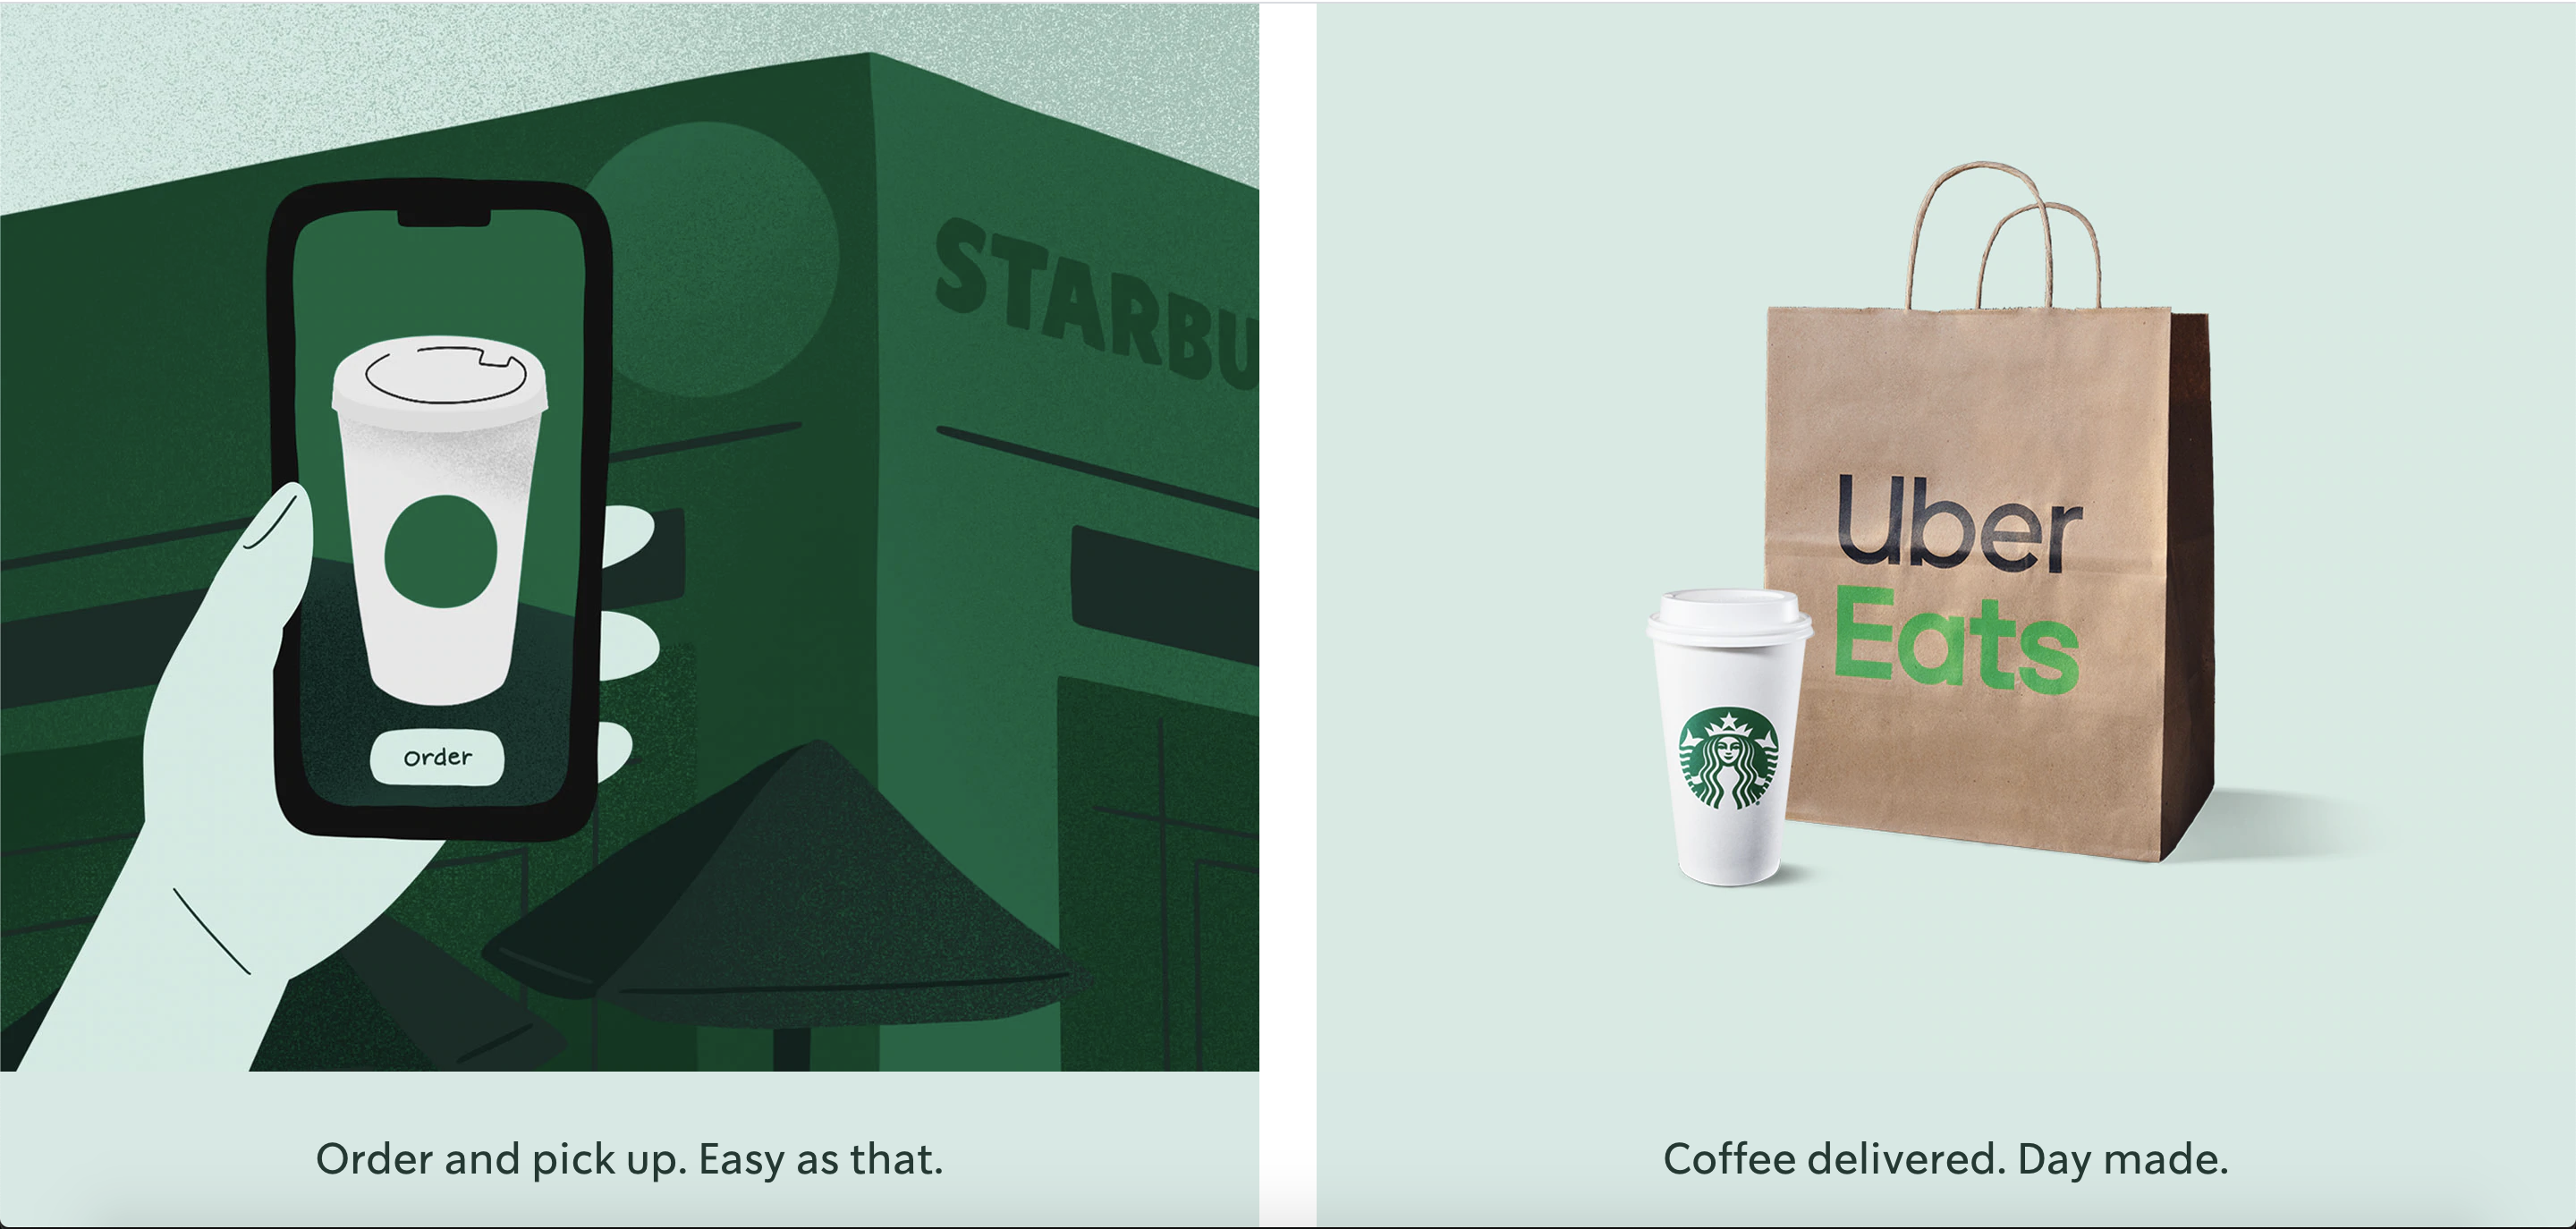 STARBU
Order
Order and pick up. Easy as that.
Uber
Eats
Coffee delivered. Day made.